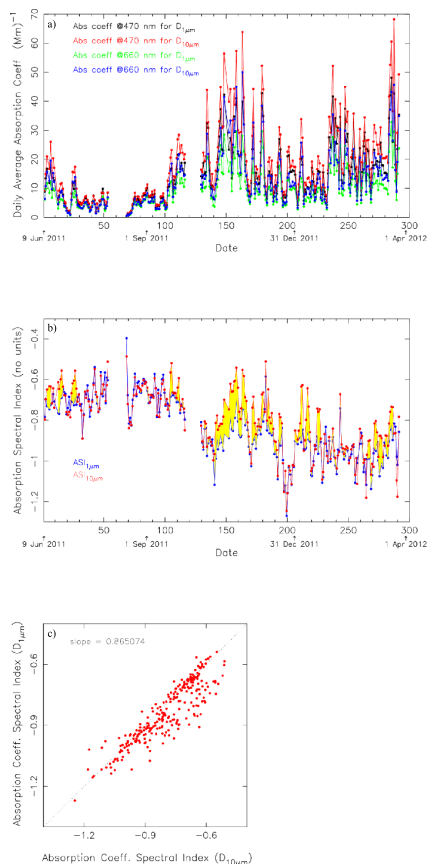 a)
Abs coeff @470 nm for D1μm
Abs coeff @470 nm for D10μm
Abs coeff @660 nm for D1μm
Abs coeff @660 nm for D10μm
Daily Average Absorption Coeff (Mm)-1
70
60
50
40
30
20
10
0
50 100 150 200 250 300
9 Jun 2011 1 Sep 2011 31 Dec 2011 1 Apr 2012
Date
b)
Absorption Spectral Index (no units)
-0.4
-0.6
-0.8
-1
-1.2
ASI1μm
ASI10μm
50 100 150 200 250 300
9 Jun 2011 1 Sep 2011 31 Dec 2011 1 Apr 2012
Date
c)
slope = 0.865074
Absorption Coeff. Spectral Index (D1μm)
-0.6
-0.9
-1.2
-1.2 -0.9 -0.6
Absorption Coeff. Spectral Index (D10μm)